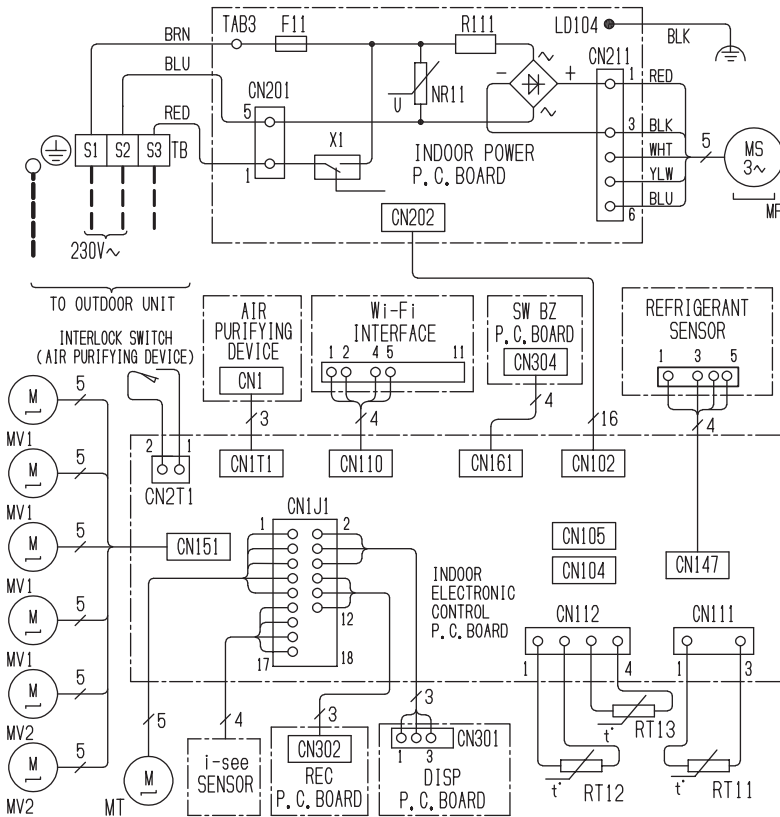 TAB3 F11 R111 LD104
BRN
BLK
BLU
CN201
CN211
NR11
U
RED
5
1
X1
INDOOR POWER
P.C.BOARD
− +
1 RED
3 BLK
WHT
YLW
6 BLU
5
MS
3~
MF
S1 S2 S3 TB
230V~
CN202
TO OUTDOOR UNIT
INTERLOCK SWITCH
(AIR PURIFYING DEVICE)
AIR
PURIFYING
DEVICE
CN1
3
Wi-Fi
INTERFACE
1 2 4 5 11
4
SW BZ
P.C.BOARD
CN304
4
16
REFRIGERANT
SENSOR
1 3 5
4
M
MV1
5
M
MV1
5
M
MV1
5
M
MV1
5
M
MV2
5
M
MV2
5
2 1
CN2T1
CN1T1
CN110
CN161
CN102
CN151
CN1J1
1 2
12
17 18
CN105
CN104
CN147
INDOOR
ELECTRONIC
CONTROL
P.C.BOARD
CN112
1 4
CN111
1 3
5
M
MT
4
i-see
SENSOR
3
CN302
REC
P.C.BOARD
3
CN301
1 3
DISP
P.C.BOARD
t°
RT13
t°
RT12
t°
RT11